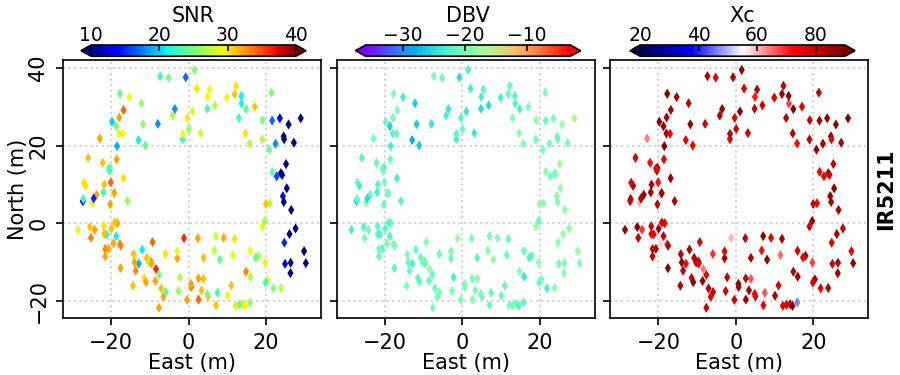 SNR DBV Xc
10 20 30 40 −30 −20 −10 20 40 60 80
40
20
0
−20
North (m)
IR5211
−20 0 20 −20 0 20 −20 0 20
East (m) East (m) East (m)